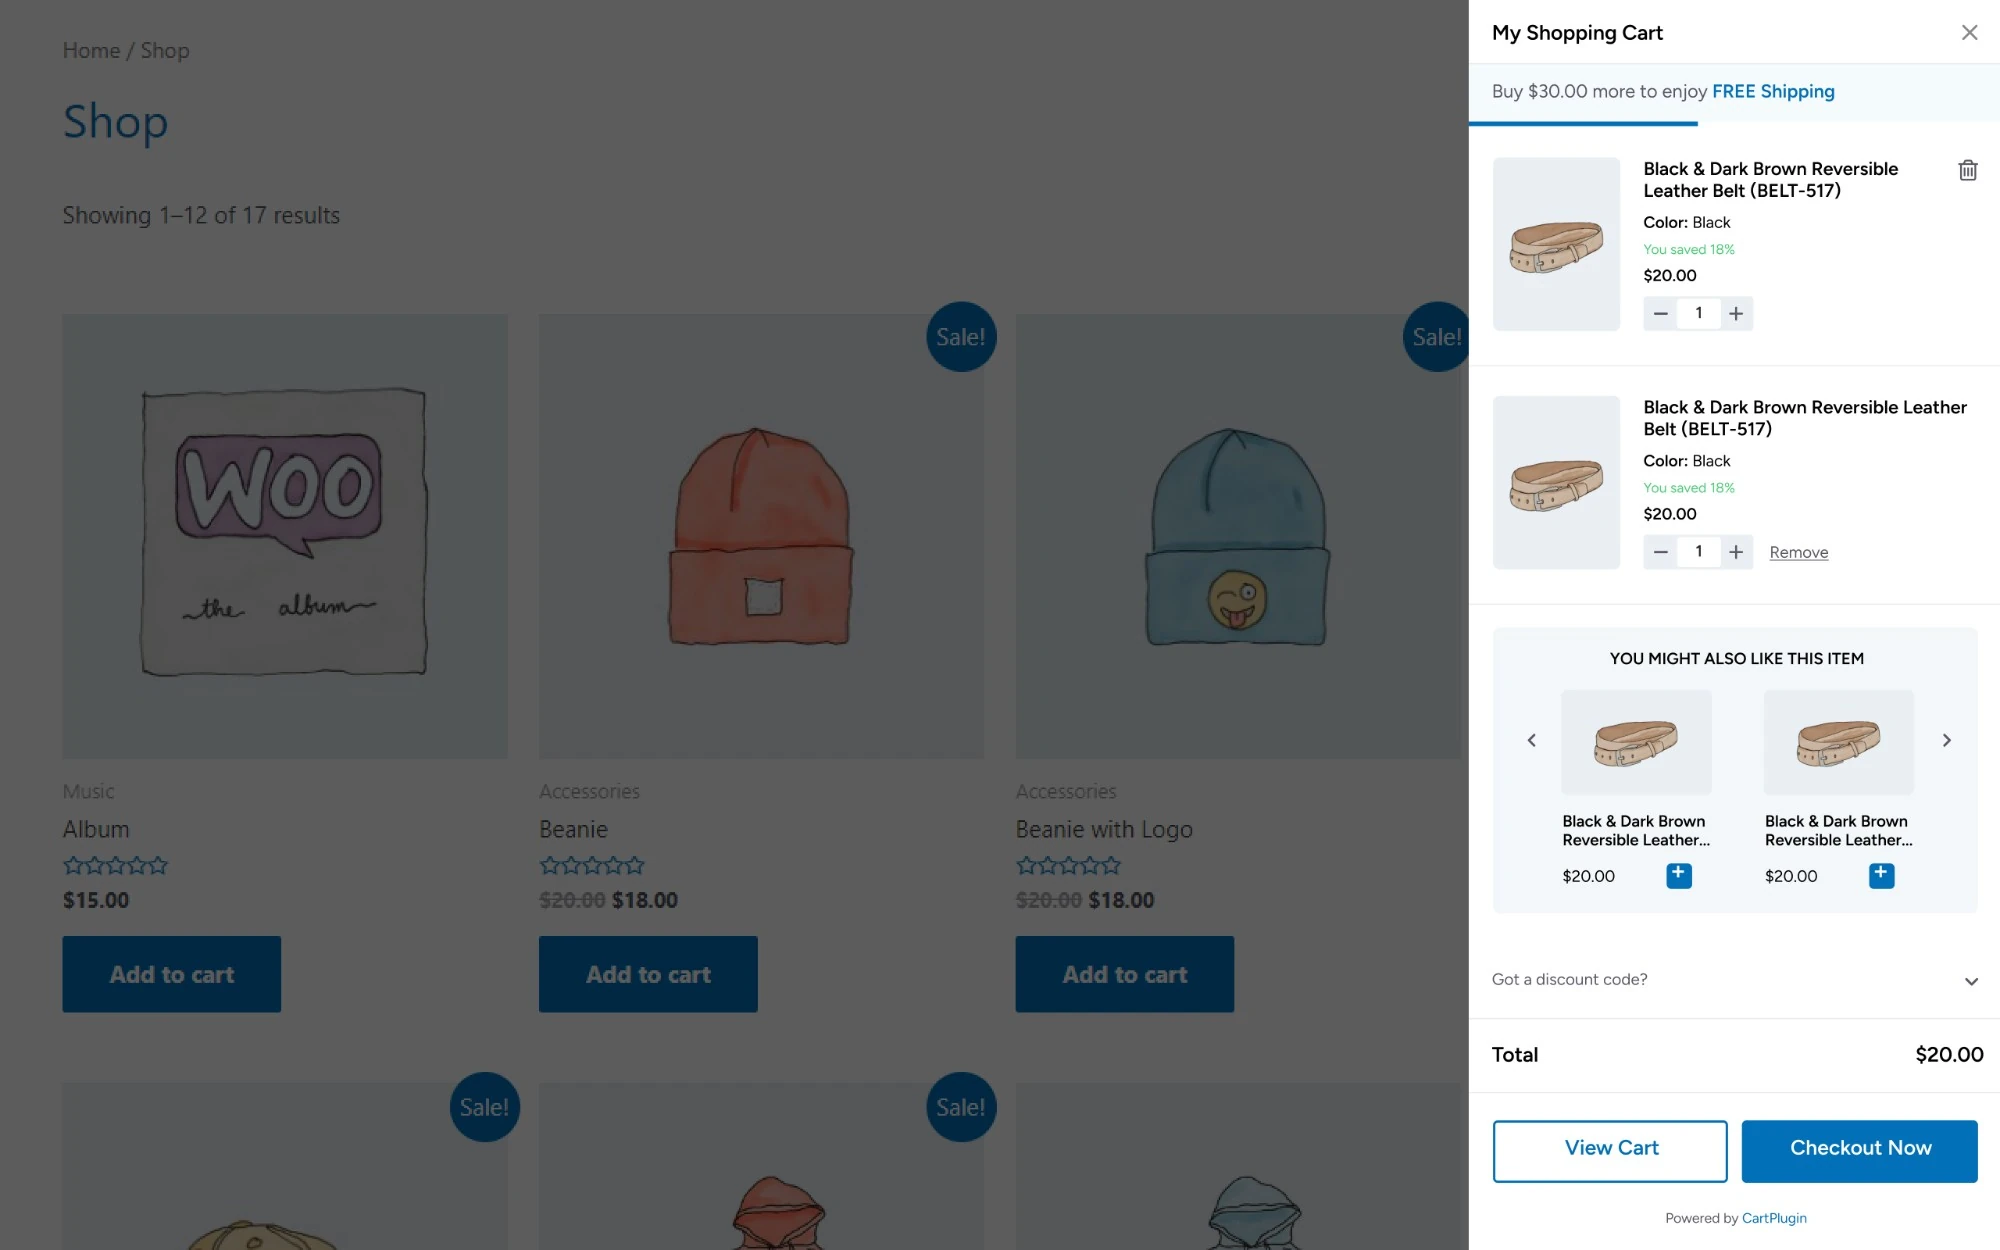 Home / Shop
Shop
Showing 1–12 of 17 results
Sale!
Sale!
WOO
the album
Music
Album
$15.00
Add to cart
Accessories
Beanie
$20.00 $18.00
Add to cart
Accessories
Beanie with Logo
$20.00 $18.00
Add to cart
Sale!
Sale!
My Shopping Cart
Buy $30.00 more to enjoy FREE Shipping
Black & Dark Brown Reversible
Leather Belt (BELT-517)
Color: Black
You saved 18%
$20.00
1
Black & Dark Brown Reversible Leather
Belt (BELT-517)
Color: Black
You saved 18%
$20.00
1
Remove
YOU MIGHT ALSO LIKE THIS ITEM
Black & Dark Brown
Reversible Leather...
$20.00
Black & Dark Brown
Reversible Leather...
$20.00
Got a discount code?
Total $20.00
View Cart
Checkout Now
Powered by CartPlugin